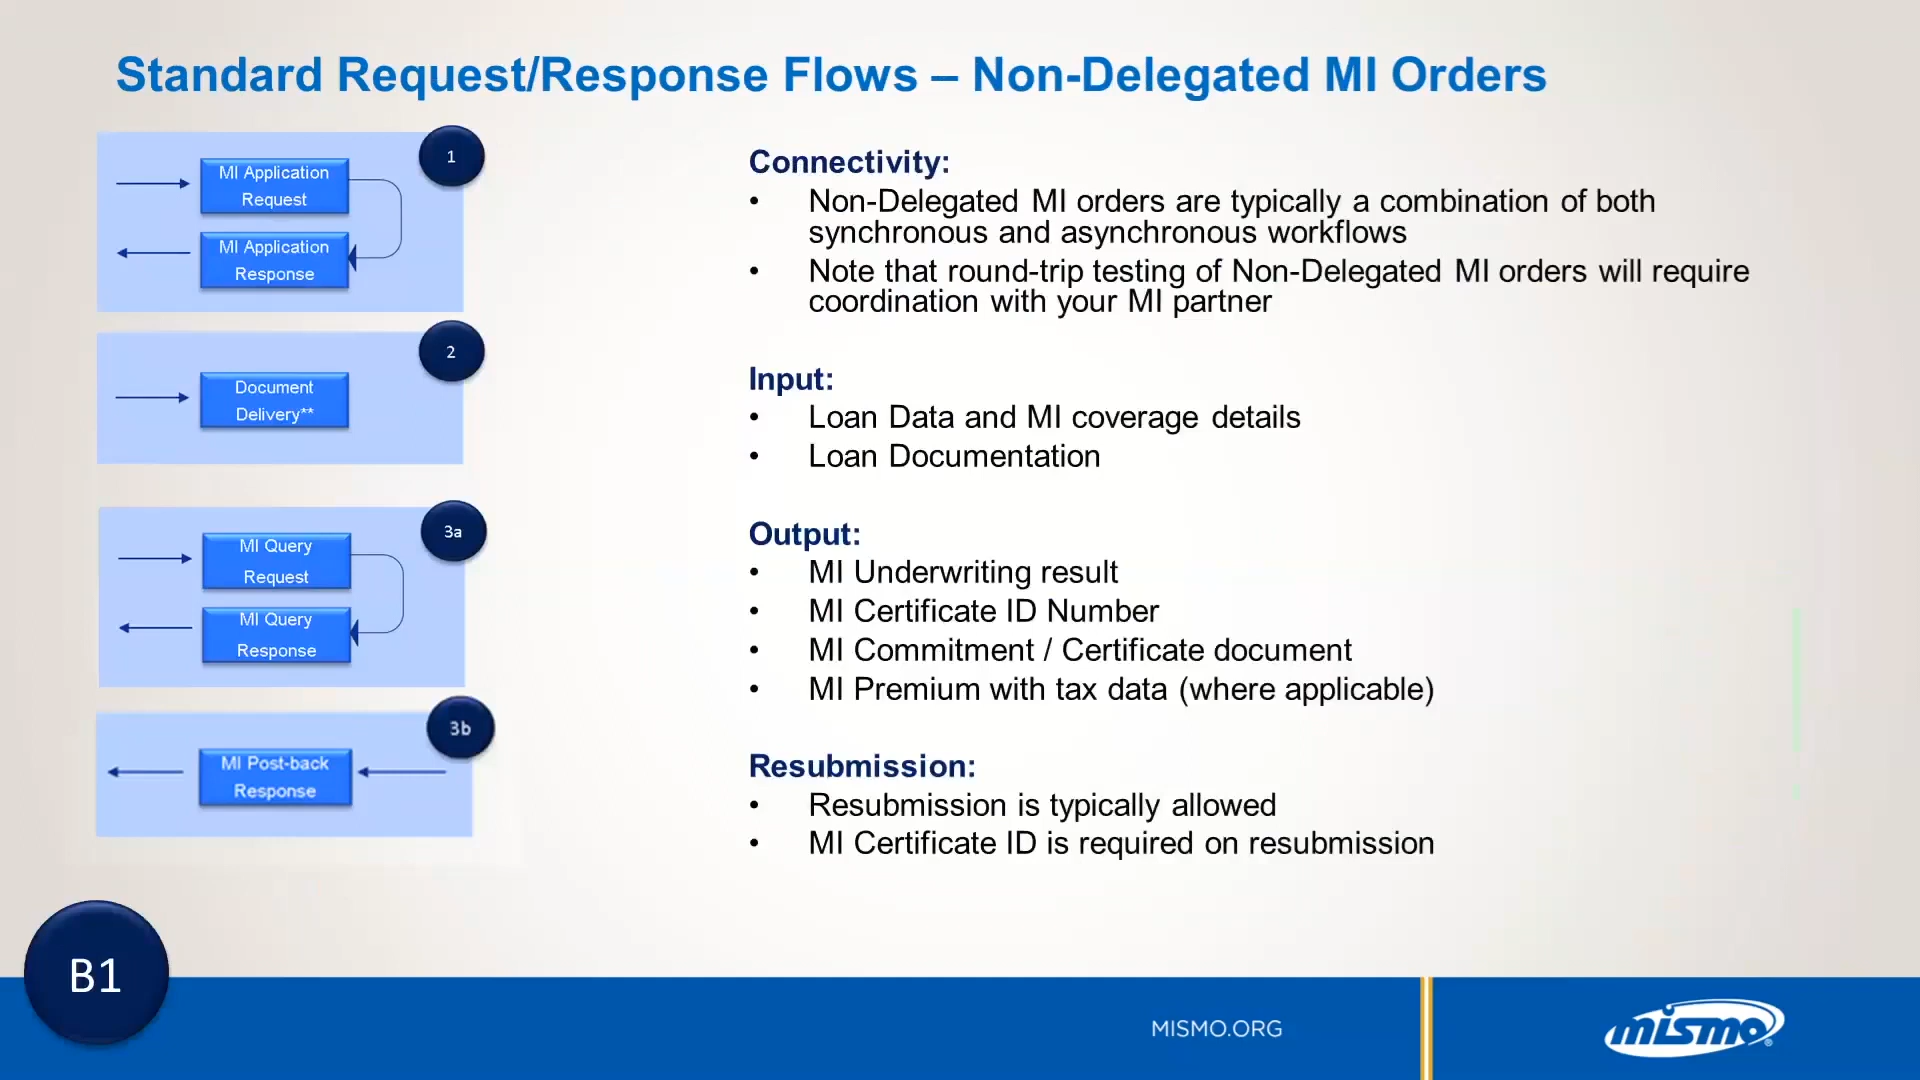 Standard Request/Response Flows – Non-Delegated MI Orders
1
MI Application
Request
MI Application
Response
2
Document
Delivery**
3a
MI Query
Request
MI Query
Response
3b
MI Post-back
Response
Connectivity:
• Non-Delegated MI orders are typically a combination of both
synchronous and asynchronous workflows
• Note that round-trip testing of Non-Delegated MI orders will require
coordination with your MI partner
Input:
• Loan Data and MI coverage details
• Loan Documentation
Output:
• MI Underwriting result
• MI Certificate ID Number
• MI Commitment / Certificate document
• MI Premium with tax data (where applicable)
Resubmission:
• Resubmission is typically allowed
• MI Certificate ID is required on resubmission
B1
MISMO.ORG
mismo®